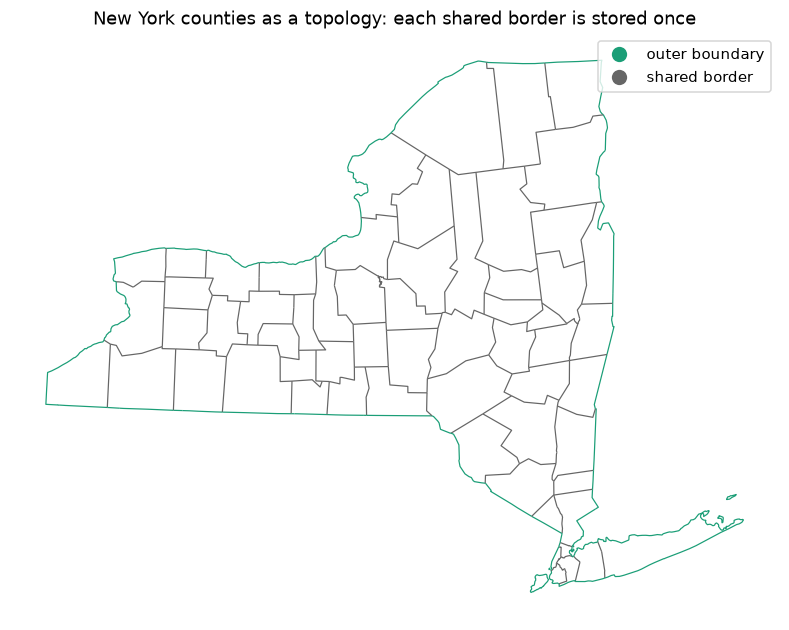 New York counties as a topology: each shared border is stored once
outer boundary
shared border